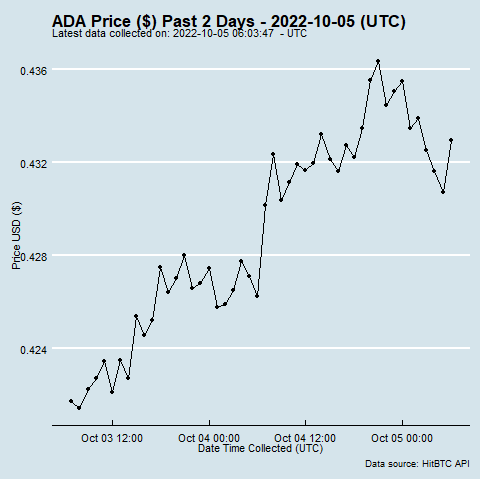 ADA Price ($) Past 2 Days - 2022-10-05 (UTC)
Latest data collected on: 2022-10-05 06:03:47 - UTC
0.436
0.432
0.428
0.424
Price USD ($)
Oct 03 12:00 Oct 04 00:00 Oct 04 12:00 Oct 05 00:00
Date Time Collected (UTC)
Data source: HitBTC API